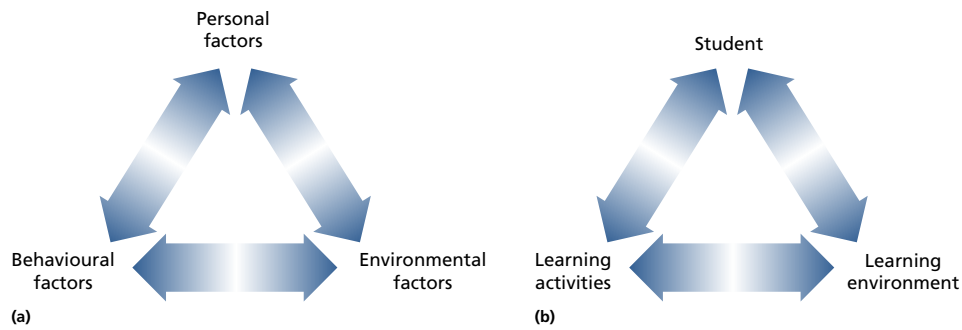 Personal
factors
Behavioural
factors
Environmental
factors
(a)
Student
Learning
activities
Learning
environment
(b)